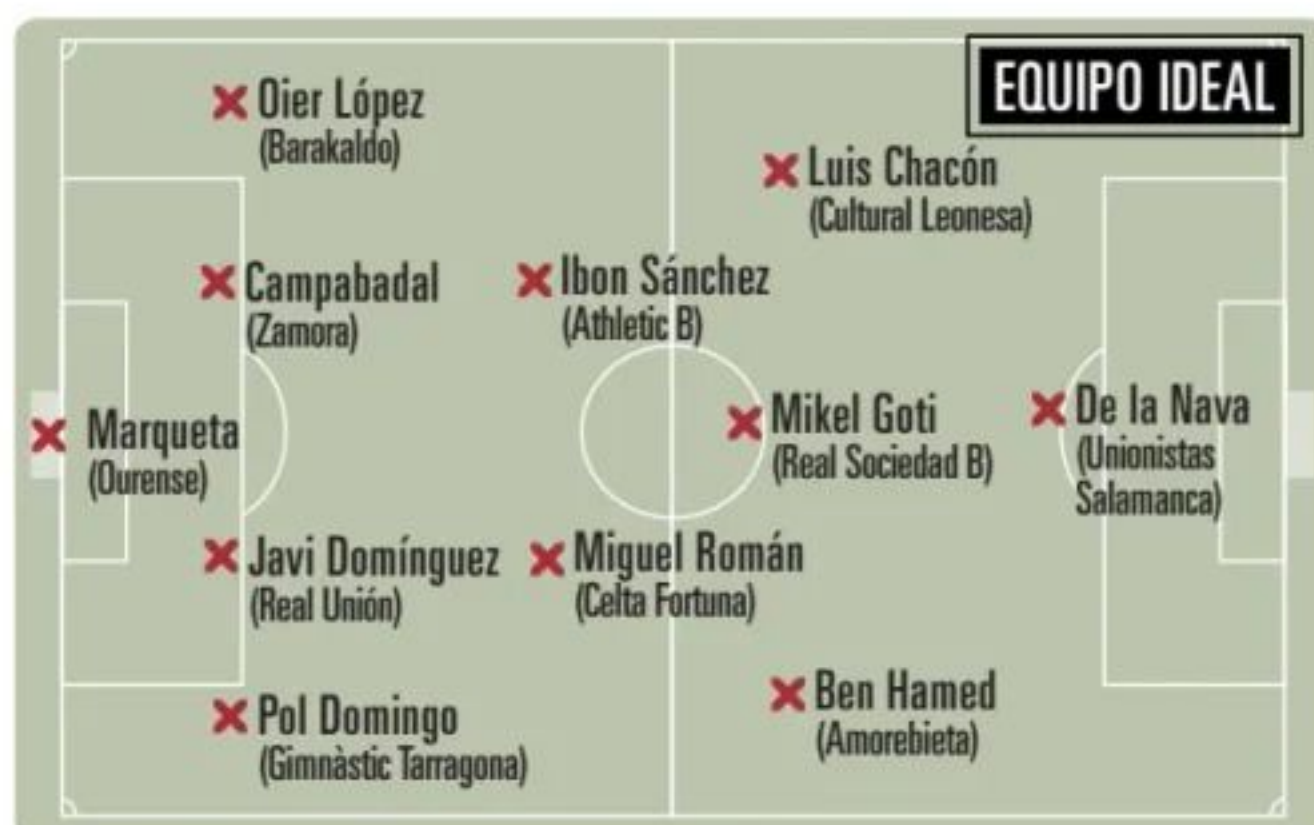 EQUIPO IDEAL
Oier López
(Barakaldo)
Luis Chacón
(Cultural Leonesa)
Campabadal
(Zamora)
Ibon Sánchez
(Athletic B)
Marqueta
(Ourense)
Mikel Goti
(Real Sociedad B)
De la Nava
(Unionistas
Salamanca)
Javi Domínguez
(Real Unión)
Miguel Román
(Celta Fortuna)
Pol Domingo
(Gimnàstic Tarragona)
Ben Hamed
(Amorebieta)